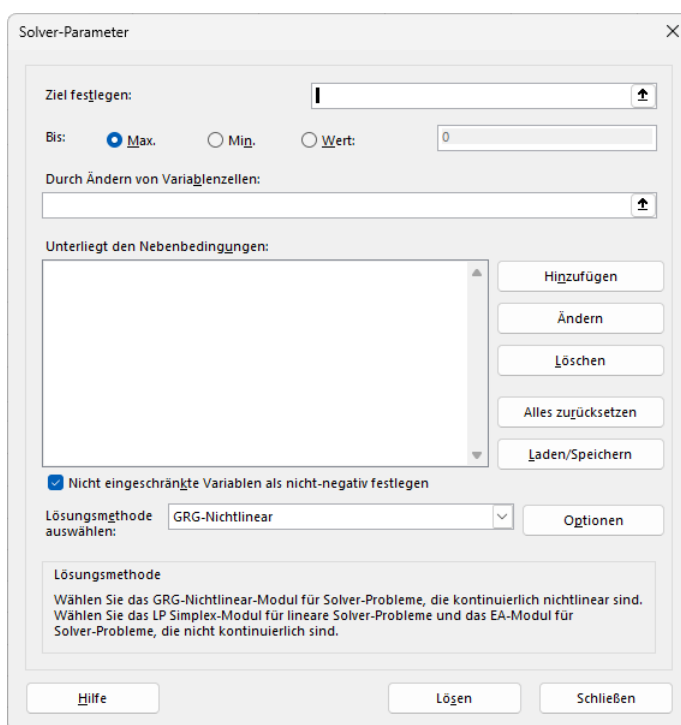 Solver-Parameter
Ziel festlegen:
Bis: Max. Min. Wert: 0
Durch Ändern von Variablenzellen:
Unterliegt den Nebenbedingungen:
Hinzufügen
Ändern
Löschen
Alles zurücksetzen
Laden/Speichern
Nicht eingeschränkte Variablen als nicht-negativ festlegen
Lösungsmethode
auswählen:
GRG-Nichtlinear
Optionen
Lösungsmethode
Wählen Sie das GRG-Nichtlinear-Modul für Solver-Probleme, die kontinuierlich nichtlinear sind.
Wählen Sie das LP Simplex-Modul für lineare Solver-Probleme und das EA-Modul für
Solver-Probleme, die nicht kontinuierlich sind.
Hilfe Lösen Schließen